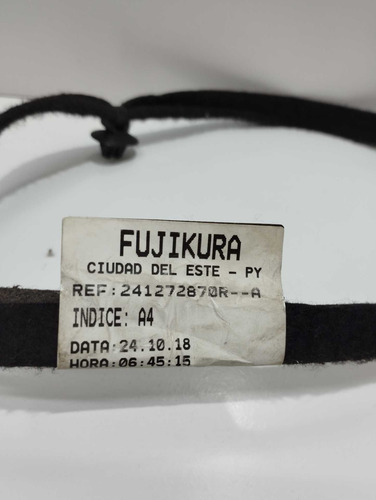 FUJIKURA
CIUDAD DEL ESTE - PY
REF:241272870R--A
INDICE: A4
DATA:24.10.18
HORA:06:45:15